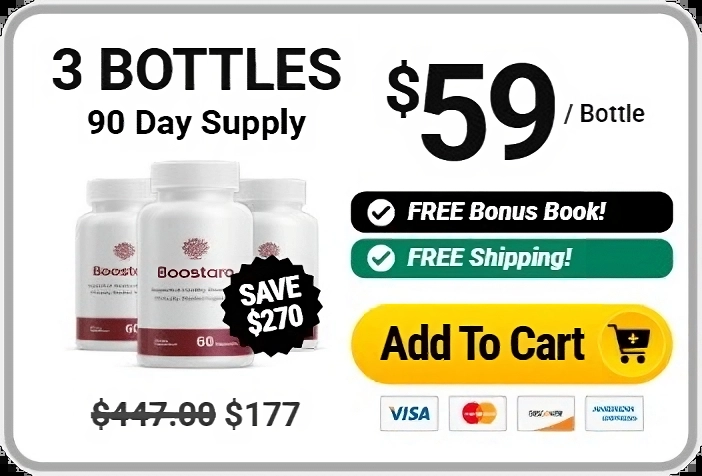 3 BOTTLES
90 Day Supply
$59 / Bottle
FREE Bonus Book!
FREE Shipping!
Boostaro
60
SAVE
$270
Add To Cart
$447.00 $177
VISA